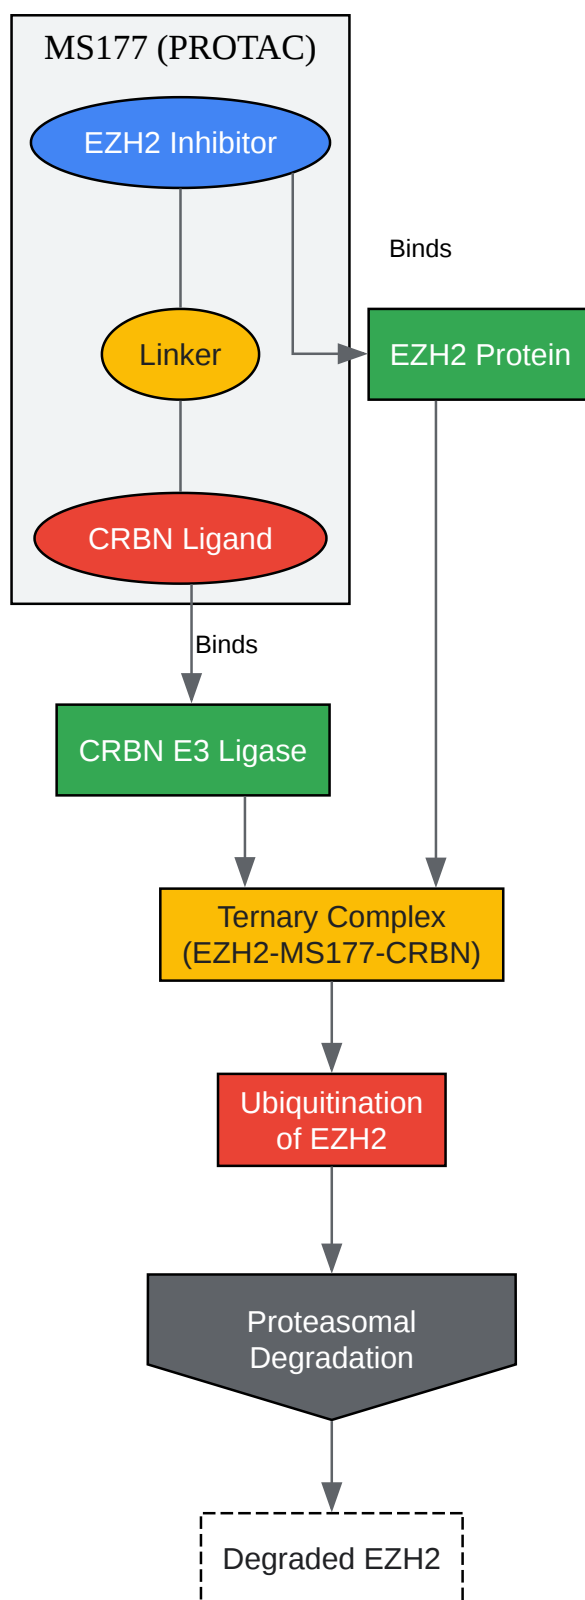 MS177 (PROTAC)
EZH2 Inhibitor
Binds
Linker
EZH2 Protein
CRBN Ligand
Binds
CRBN E3 Ligase
Ternary Complex
(EZH2-MS177-CRBN)
Ubiquitination
of EZH2
Proteasomal
Degradation
Degraded EZH2